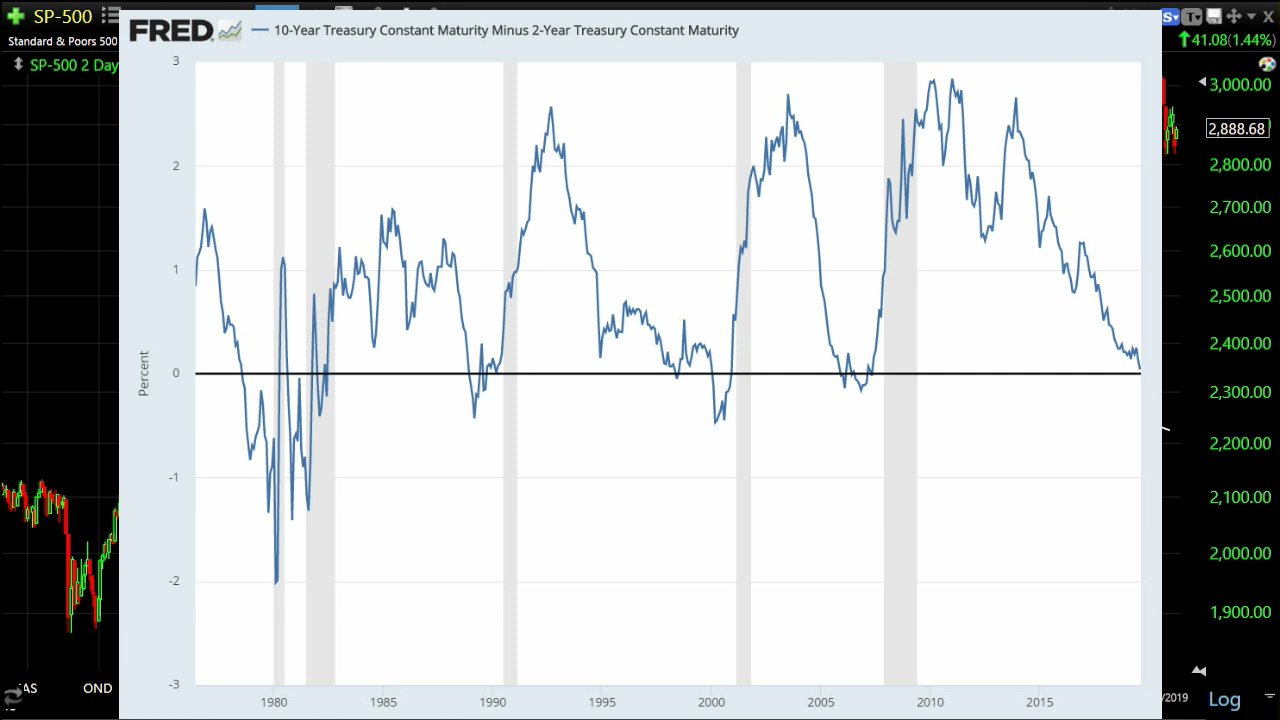 SP-500
Standard & Poors 500
SP-500 2 Day
FRED
10-Year Treasury Constant Maturity Minus 2-Year Treasury Constant Maturity
S
T
X
41.08(1.44%)
3
2
1
0
-1
-2
-3
Percent
1980
1985
1990
1995
2000
2005
2010
2015
3,000.00
2,888.68
2,800.00
2,700.00
2,600.00
2,500.00
2,400.00
2,300.00
2,200.00
2,100.00
2,000.00
1,900.00
JAS
OND
/2019
Log